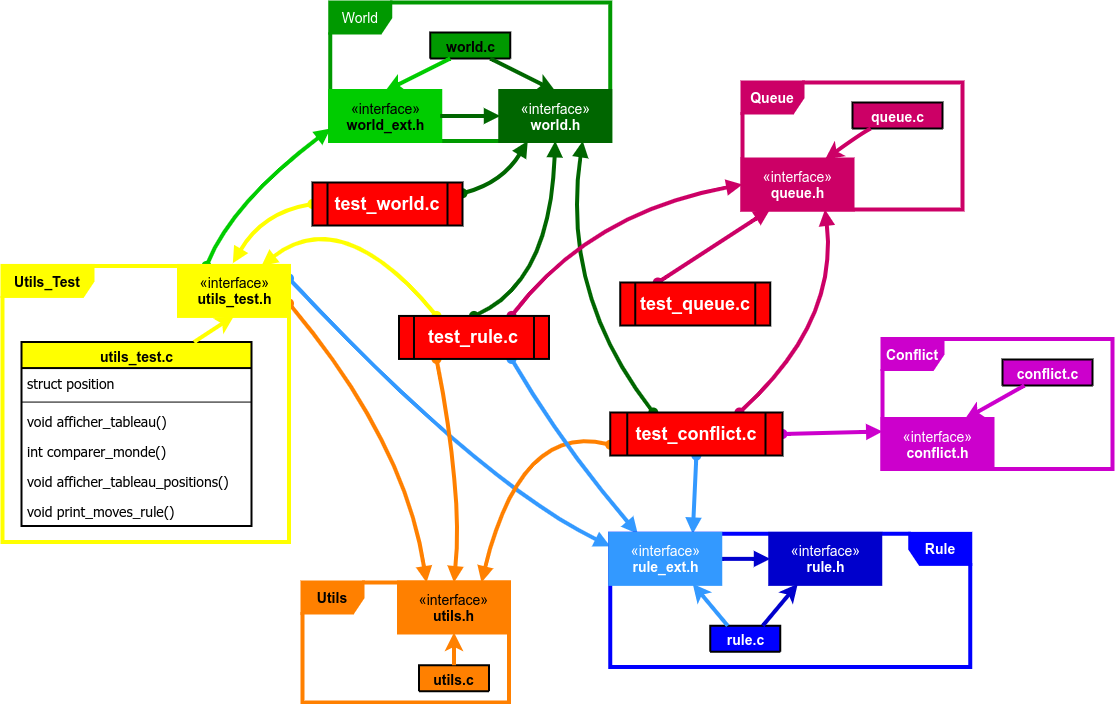 World
world.c
«interface»
world_ext.h
«interface»
world.h
Queue
queue.c
«interface»
queue.h
test_world.c
Utils_Test
«interface»
utils_test.h
test_queue.c
test_rule.c
utils_test.c
struct position
void afficher_tableau()
int comparer_monde()
void afficher_tableau_positions()
void print_moves_rule()
Conflict
conflict.c
«interface»
conflict.h
test_conflict.c
«interface»
rule_ext.h
«interface»
rule.h
Rule
rule.c
Utils
«interface»
utils.h
utils.c